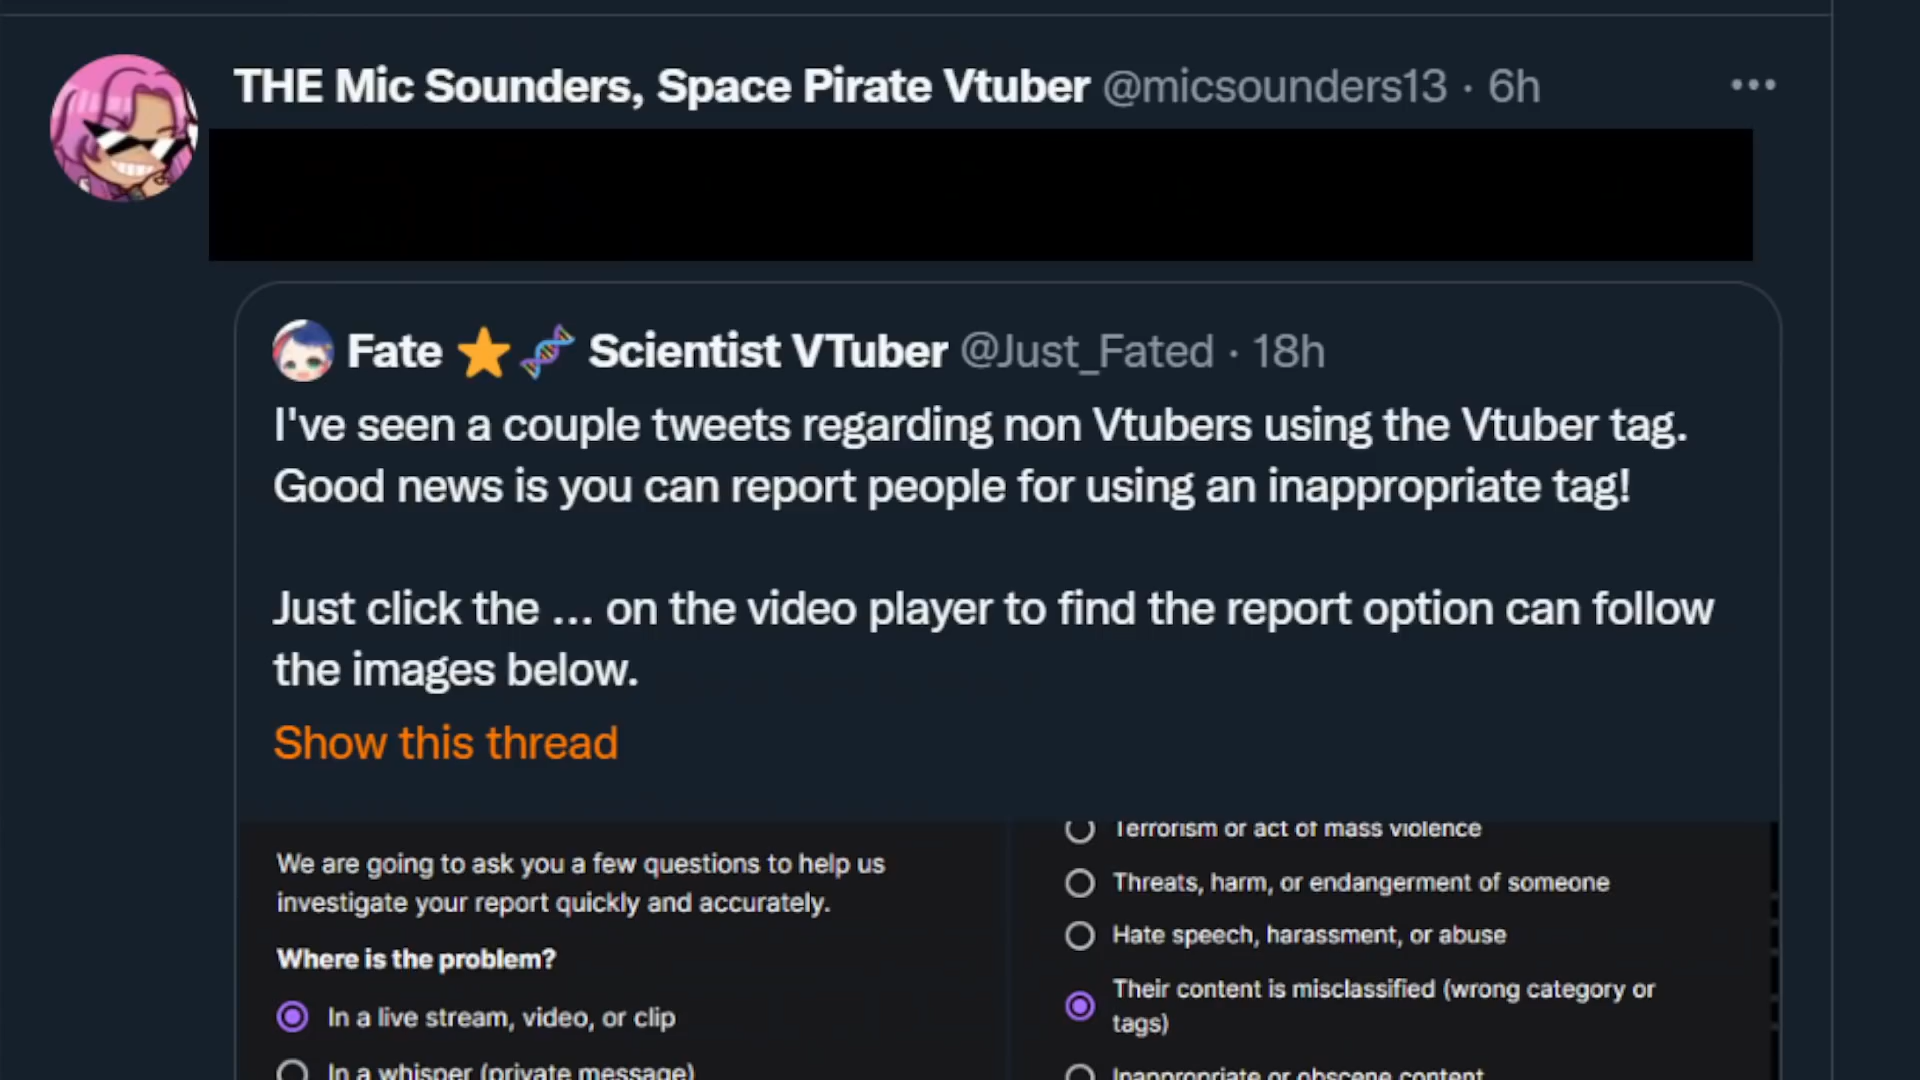 THE Mic Sounders, Space Pirate Vtuber @micsounders13 · 6h
Fate ⭐🧬 Scientist VTuber @Just_Fated · 18h
I've seen a couple tweets regarding non Vtubers using the Vtuber tag.
Good news is you can report people for using an inappropriate tag!
Just click the ... on the video player to find the report option can follow
the images below.
Show this thread
We are going to ask you a few questions to help us
investigate your report quickly and accurately.
Where is the problem?
In a live stream, video, or clip
In a whisper (private message)
Terrorism or act of mass violence
Threats, harm, or endangerment of someone
Hate speech, harassment, or abuse
Their content is misclassified (wrong category or
tags)
Inappropriate or obscene content